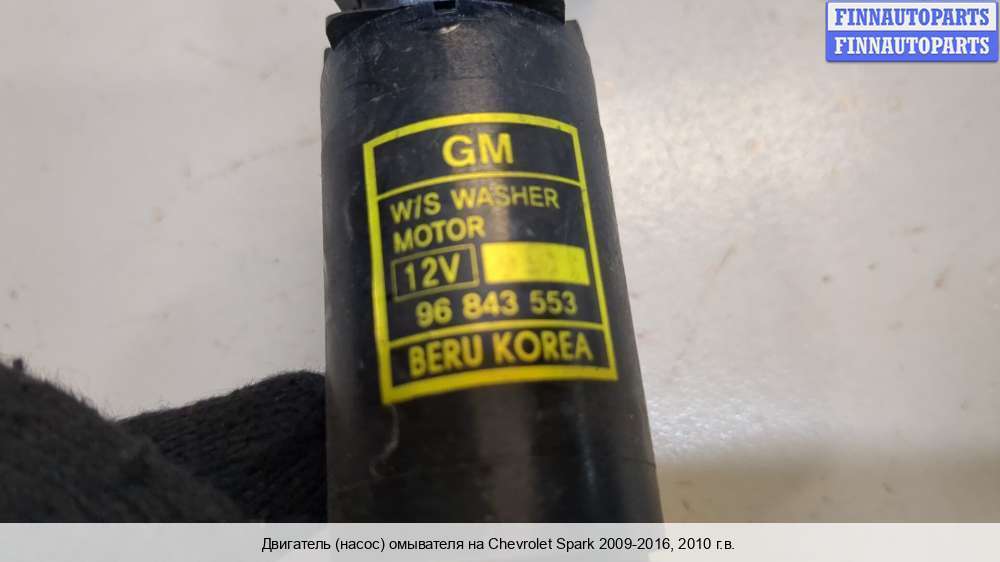 FINNAUTOPARTS
FINNAUTOPARTS
GM
W/S WASHER
MOTOR
12V
96 843 553
BERU KOREA
Двигатель (насос) омывателя на Chevrolet Spark 2009-2016, 2010 г.в.